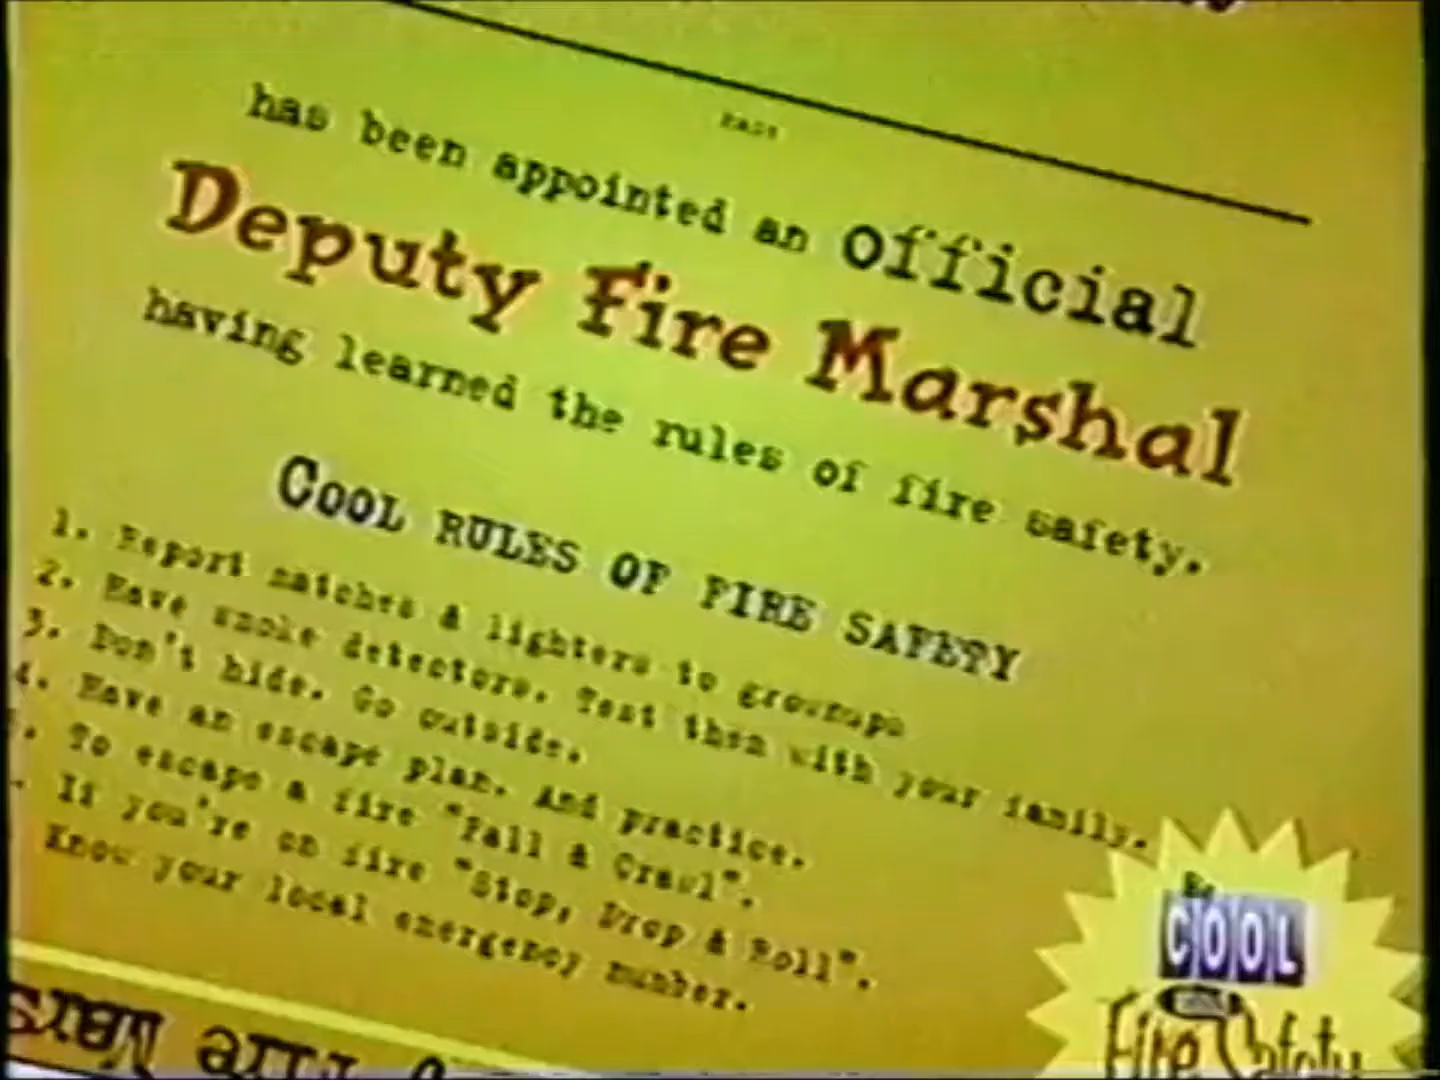 has been appointed an Official
Deputy Fire Marshal
having learned the rules of fire safety.
COOL RULES OF FIRE SAFETY
1. Report matches & lighters to grownups
2. Have smoke detectors. Test them with your family.
3. Don't hide. Go outside.
4. Have an escape plan. And practice.
. To escape a fire "Fall & Crawl".
. If you're on fire "Stop, Drop & Roll".
Know your local emergency number.
Be
COOL
Fire Safety